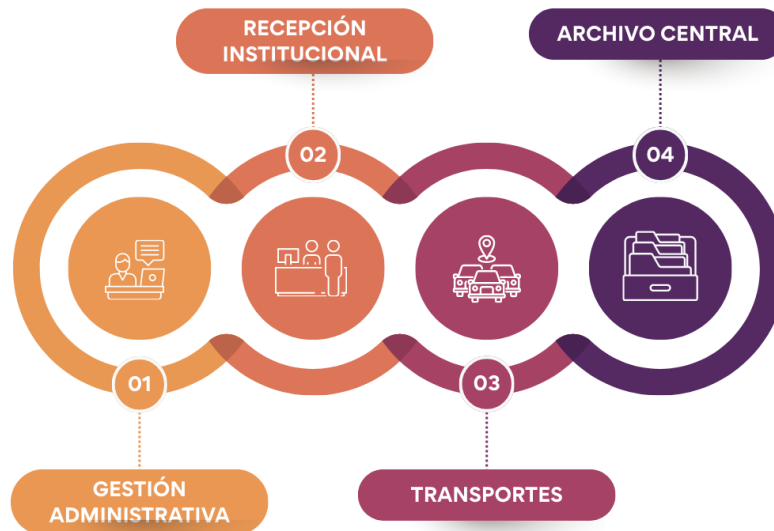 01
GESTIÓN
ADMINISTRATIVA
02
RECEPCIÓN
INSTITUCIONAL
03
TRANSPORTES
04
ARCHIVO CENTRAL